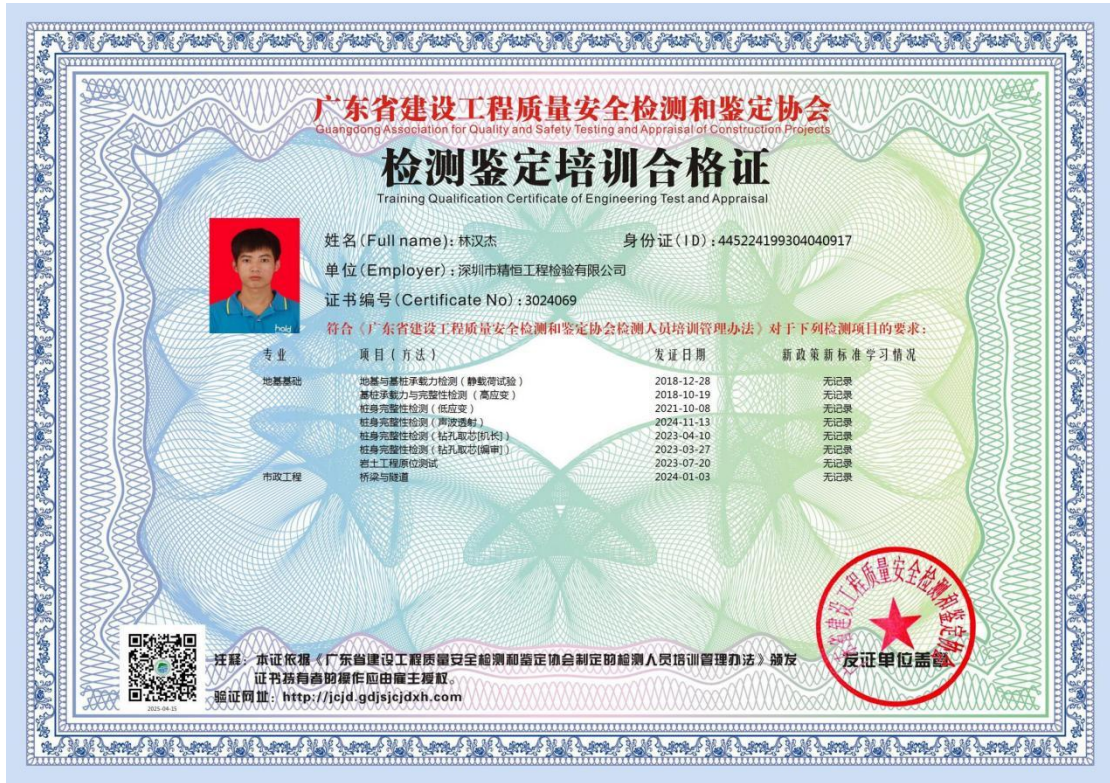 广东省建设工程质量安全检测和鉴定协会
Guangdong Association for Quality and Safety Testing and Appraisal of Construction Projects
检测鉴定培训合格证
Training Qualification Certificate of Engineering Test and Appraisal
姓名(Full name): 林汉杰 身份证(ID): 445224199304040917
单位(Employer): 深圳市精恒工程检验有限公司
证书编号(Certificate No): 3024069
符合《广东省建设工程质量安全检测和鉴定协会检测人员培训管理办法》对于下列检测项目的要求:
专业 项目(方法) 发证日期 新政策新标准学习情况
地基基础 地基与基桩承载力检测(静载荷试验) 2018-12-28 无记录
基桩承载力与完整性检测(高应变) 2018-10-19 无记录
桩身完整性检测(低应变) 2021-10-08 无记录
桩身完整性检测(声波透射) 2024-11-13 无记录
桩身完整性检测(钻孔取芯[机长]) 2023-04-10 无记录
桩身完整性检测(钻孔取芯[编审]) 2023-03-27 无记录
岩土工程原位测试 2023-07-20 无记录
市政工程 桥梁与隧道 2024-01-03 无记录
广东省建设工程质量安全检测和鉴定协会
发证单位盖章
注释: 本证依据《广东省建设工程质量安全检测和鉴定协会制定的检测人员培训管理办法》颁发
证书持有者的操作应由雇主授权。
验证网址: http://jcjd.gdjsjcjdxh.com
2025-04-15